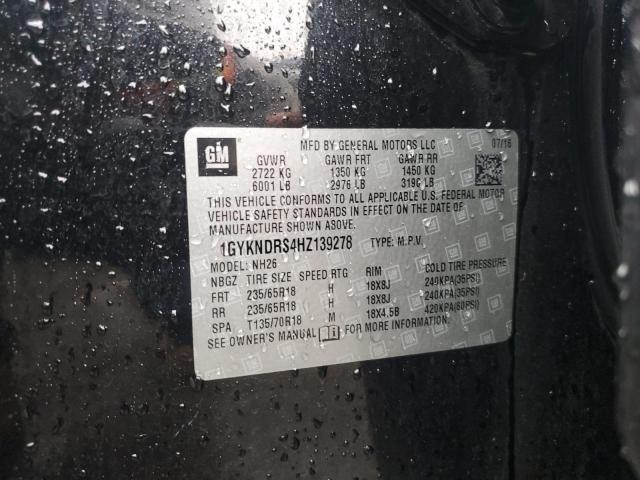 GM
MFD BY GENERAL MOTORS LLC 07/16
GVWR GAWR FRT GAWR RR
2722 KG 1350 KG 1450 KG
6001 LB 2976 LB 3196 LB
THIS VEHICLE CONFORMS TO ALL APPLICABLE U.S. FEDERAL MOTOR
VEHICLE SAFETY STANDARDS IN EFFECT ON THE DATE OF
MANUFACTURE SHOWN ABOVE.
1GYKNDRS4HZ139278 TYPE: M.P.V.
MODEL: NH26
NBGZ TIRE SIZE SPEED RTG RIM COLD TIRE PRESSURE
FRT 235/65R18 H 18X8J 240KPA(35PSI)
RR 235/65R18 H 18X8J 240KPA(35PSI)
SPA T135/70R18 M 18X4.5B 420KPA(60PSI)
SEE OWNER'S MANUAL FOR MORE INFORMATION.